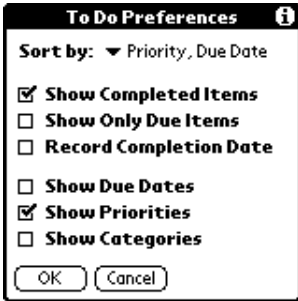 To Do Preferences
Sort by: Priority, Due Date
Show Completed Items
Show Only Due Items
Record Completion Date
Show Due Dates
Show Priorities
Show Categories
OK Cancel